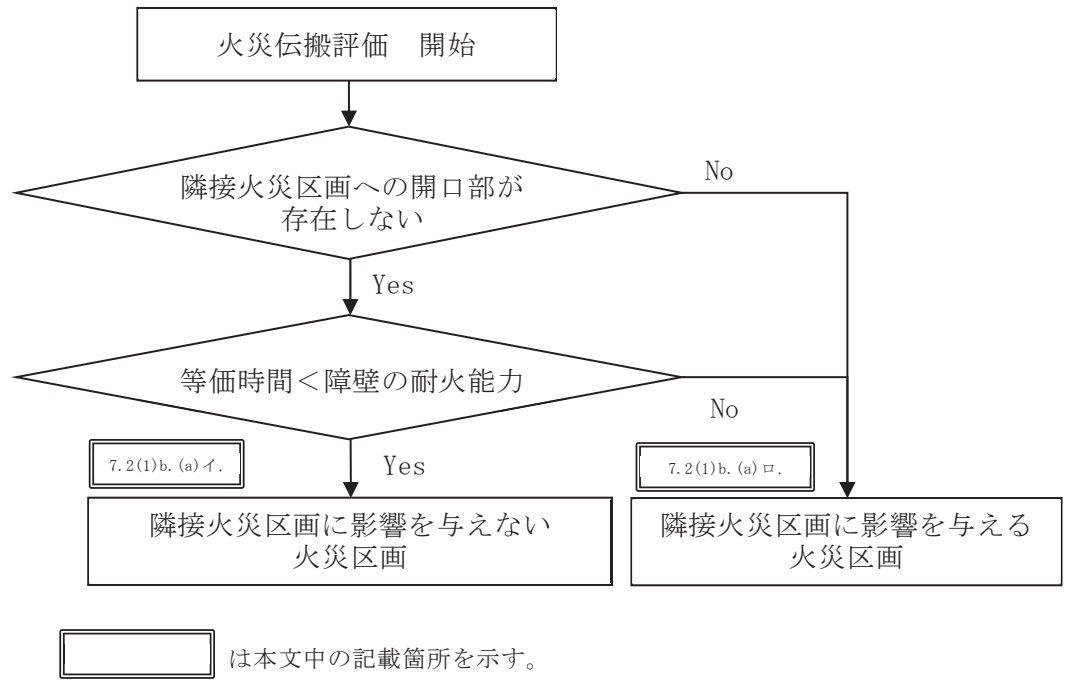 火災伝搬評価　開始
隣接火災区画への開口部が
存在しない
No
Yes
等価時間＜障壁の耐火能力
No
7.2(1)b.(a)イ.
Yes
7.2(1)b.(a)ロ.
隣接火災区画に影響を与えない
火災区画
隣接火災区画に影響を与える
火災区画
は本文中の記載箇所を示す。